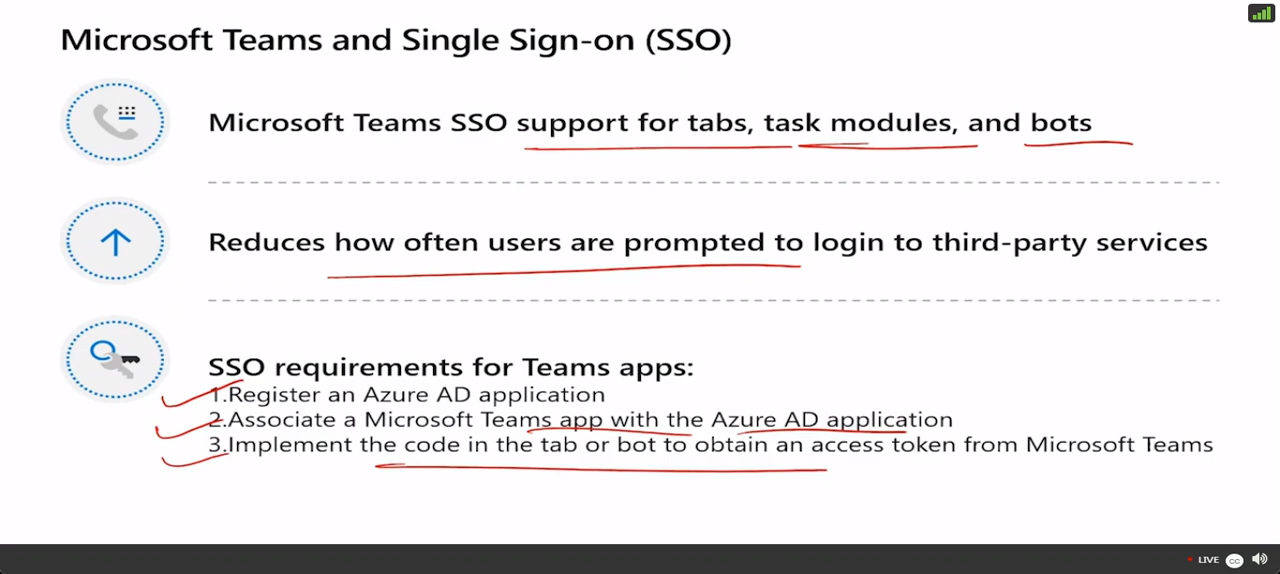 Microsoft Teams and Single Sign-on (SSO)
Microsoft Teams SSO support for tabs, task modules, and bots
Reduces how often users are prompted to login to third-party services
SSO requirements for Teams apps:
1.Register an Azure AD application
2.Associate a Microsoft Teams app with the Azure AD application
3.Implement the code in the tab or bot to obtain an access token from Microsoft Teams
LIVE CC